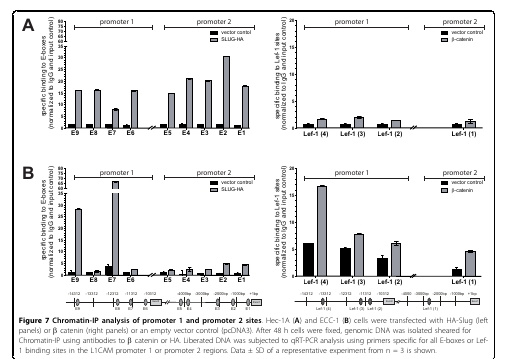 A
promoter 1
promoter 2
vector control
SLUG-HA
specific binding to E-boxes
(normalized to IgG and input control)
E9 E8 E7 E6 E5 E4 E3 E2 E1
promoter 1
promoter 2
vector control
β-catenin
specific binding to Lef-1 sites
(normalized to IgG and input control)
Lef-1 (4) Lef-1 (3) Lef-1 (2) Lef-1 (1)
B
promoter 1
promoter 2
vector control
SLUG-HA
specific binding to E-boxes
(normalized to IgG and input control)
E9 E8 E7 E6 E5 E4 E3 E2 E1
promoter 1
promoter 2
vector control
β-catenin
specific binding to Lef-1 sites
(normalized to IgG and input control)
Lef-1 (4) Lef-1 (3) Lef-1 (2) Lef-1 (1)
Figure 7 Chromatin-IP analysis of promoter 1 and promoter 2 sites. Hec-1A (A) and ECC-1 (B) cells were transfected with HA-Slug (left
panels) or β catenin (right panels) or an empty vector control (pcDNA3). After 48 h cells were fixed, genomic DNA was isolated sheared for
Chromatin-IP using antibodies to β catenin or HA. Liberated DNA was subjected to qRT-PCR analysis using primers specific for all E-boxes or Lef-
1 binding sites in the L1CAM promoter 1 or promoter 2 regions. Data ± SD of a representative experiment from n = 3 is shown.